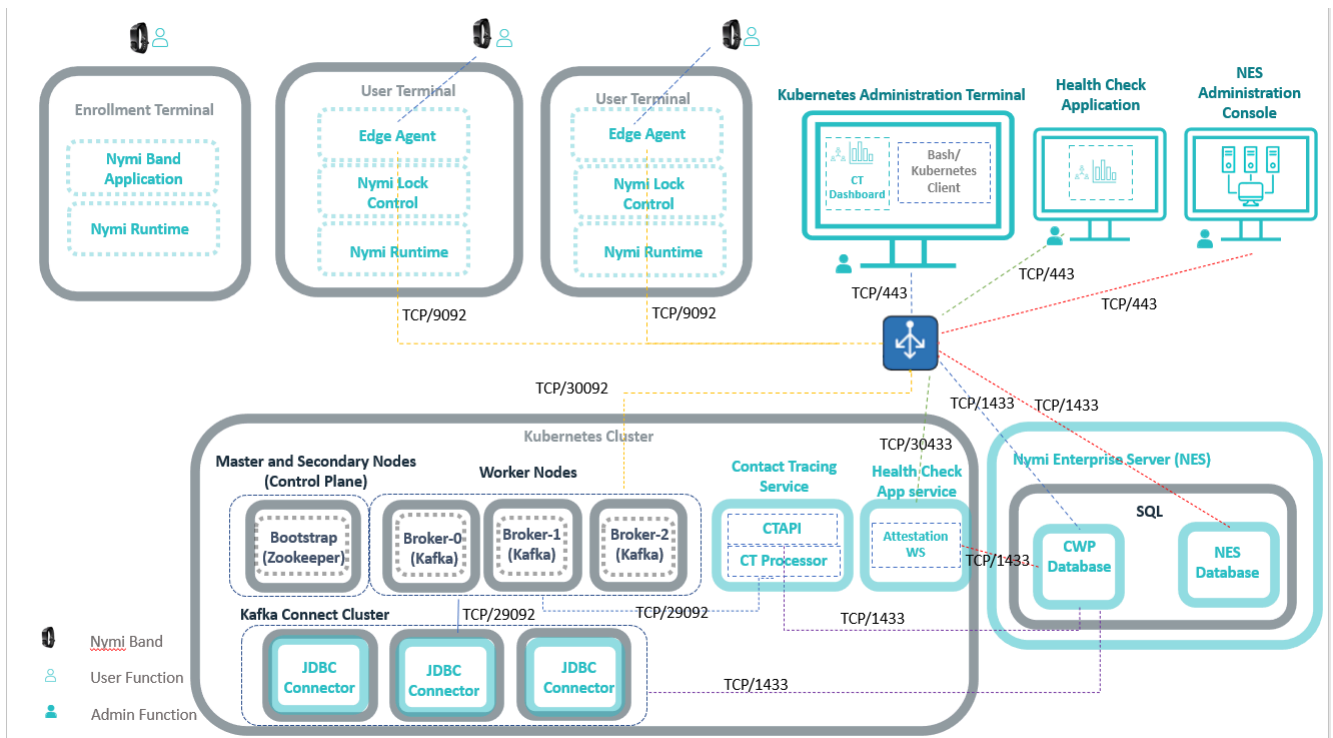 Enrollment Terminal
Nymi Band
Application
Nymi Runtime
User Terminal
Edge Agent
Nymi Lock
Control
Nymi Runtime
User Terminal
Edge Agent
Nymi Lock
Control
Nymi Runtime
Kubernetes Administration Terminal
CT
Dashboard
Bash/
Kubernetes
Client
Health Check
Application
NES
Administration
Console
TCP/9092
TCP/9092
TCP/443
TCP/443
TCP/443
TCP/30092
TCP/1433
TCP/1433
TCP/30433
Kubernetes Cluster
Master and Secondary Nodes
(Control Plane)
Bootstrap
(Zookeeper)
Worker Nodes
Broker-0
(Kafka)
Broker-1
(Kafka)
Broker-2
(Kafka)
Contact Tracing
Service
CTAPI
CT Processor
Health Check
App service
Attestation
WS
Nymi Enterprise Server (NES)
SQL
CWP
Database
NES
Database
TCP/1433
TCP/29092
TCP/29092
TCP/1433
Kafka Connect Cluster
JDBC
Connector
JDBC
Connector
JDBC
Connector
TCP/1433
Nymi Band
User Function
Admin Function